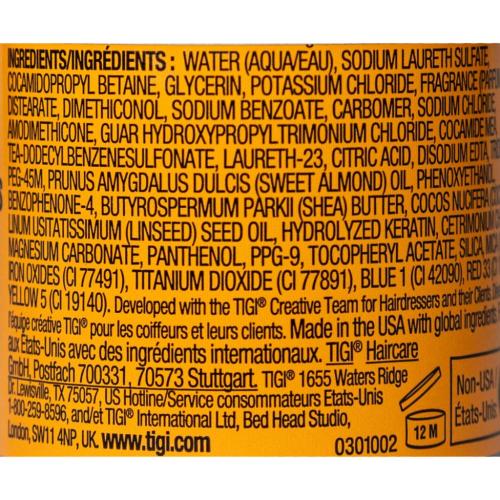 INGREDIENTS/INGRÉDIENTS : WATER (AQUA/EAU), SODIUM LAURETH SULFATE,
COCAMIDOPROPYL BETAINE, GLYCERIN, POTASSIUM CHLORIDE, FRAGRANCE
DISTEARATE, DIMETHICONOL, SODIUM BENZOATE, CARBOMER, SODIUM
AMODIMETHICONE, GUAR HYDROXYPROPYLTRIMONIUM CHLORIDE, COCAMIDE
TEA-DODECYLBENZENESULFONATE, LAURETH-23, CITRIC ACID, DISODIUM EDTA,
PEG-45M, PRUNUS AMYGDALUS DULCIS (SWEET ALMOND) OIL,
BENZOPHENONE-4, BUTYROSPERMUM PARKII (SHEA) BUTTER, COCOS NUCIFERA
LINUM USITATISSIMUM (LINSEED) SEED OIL, HYDROLYZED KERATIN,
MAGNESIUM CARBONATE, PANTHENOL, PPG-9, TOCOPHERYL ACETATE, SILICA,
IRON OXIDES (CI 77491), TITANIUM DIOXIDE (CI 77891), BLUE 1 (CI 42090), RED 33
YELLOW 5 (CI 19140). Developed with the TIGI® Creative Team for Hairdressers and their Clients.
l'équipe créative TIGI® pour les coiffeurs et leurs clients. Made in the USA with global ingredients.
aux États-Unis avec des ingrédients internationaux. TIGI® Haircare
GmbH, Postfach 700331, 70573 Stuttgart. TIGI® 1655 Waters Ridge
Dr. Lewisville, TX 75057, US Hotline/Service consommateurs Etats-Unis
1-800-259-8596, and/et TIGI® International Ltd, Bed Head Studio,
London, SW11 4NP, UK. www.tigi.com
0301002
12 M
Non-USA
États-Unis